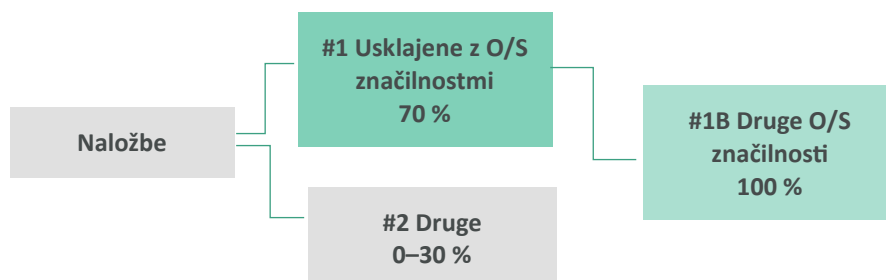 #1 Usklajene z O/S
značilnostmi
70 %
Naložbe
#1B Druge O/S
značilnosti
100 %
#2 Druge
0–30 %